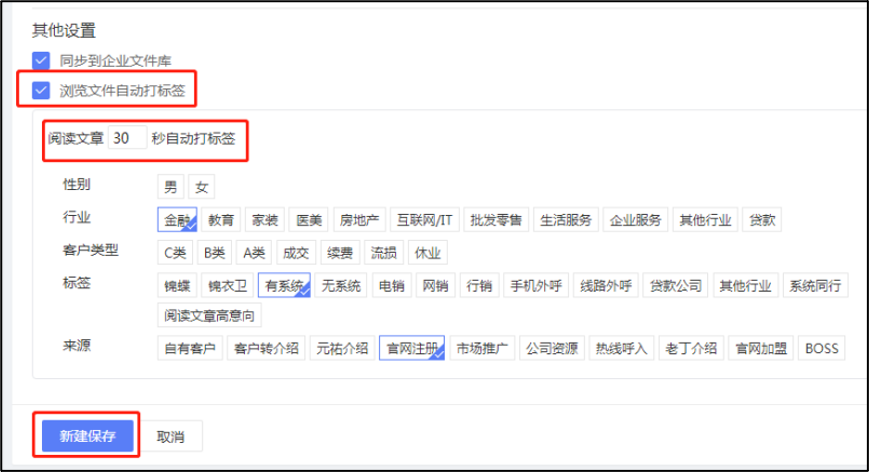 其他设置
同步到企业文件库
浏览文件自动打标签
阅读文章 30 秒自动打标签
性别 男 女
行业 金融 教育 家装 医美 房地产 互联网/IT 批发零售 生活服务 企业服务 其他行业 贷款
客户类型 C类 B类 A类 成交 续费 流损 休业
标签 锦蝶 锦衣卫 有系统 无系统 电销 网销 行销 手机外呼 线路外呼 贷款公司 其他行业 系统同行
阅读文章高意向
来源 自有客户 客户转介绍 元祐介绍 官网注册 市场推广 公司资源 热线呼入 老丁介绍 官网加盟 BOSS
新建保存 取消